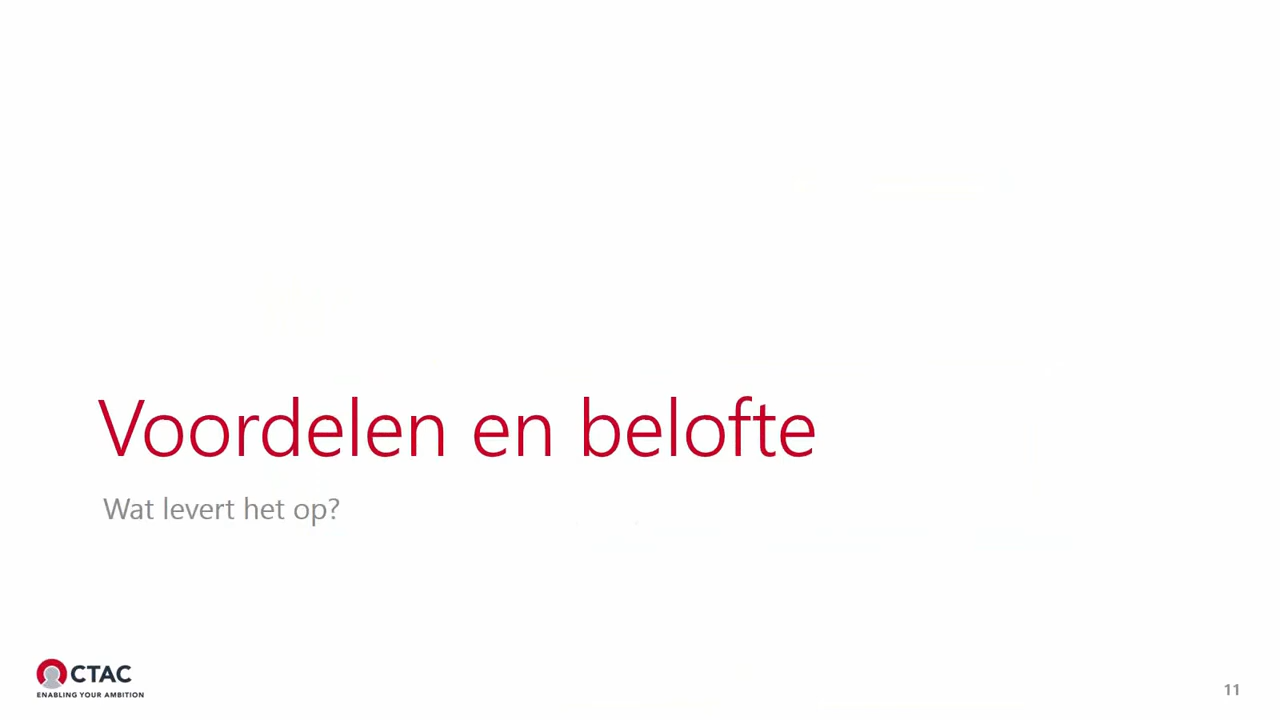 Voordelen en belofte
Wat levert het op?
CTAC
ENABLING YOUR AMBITION
11